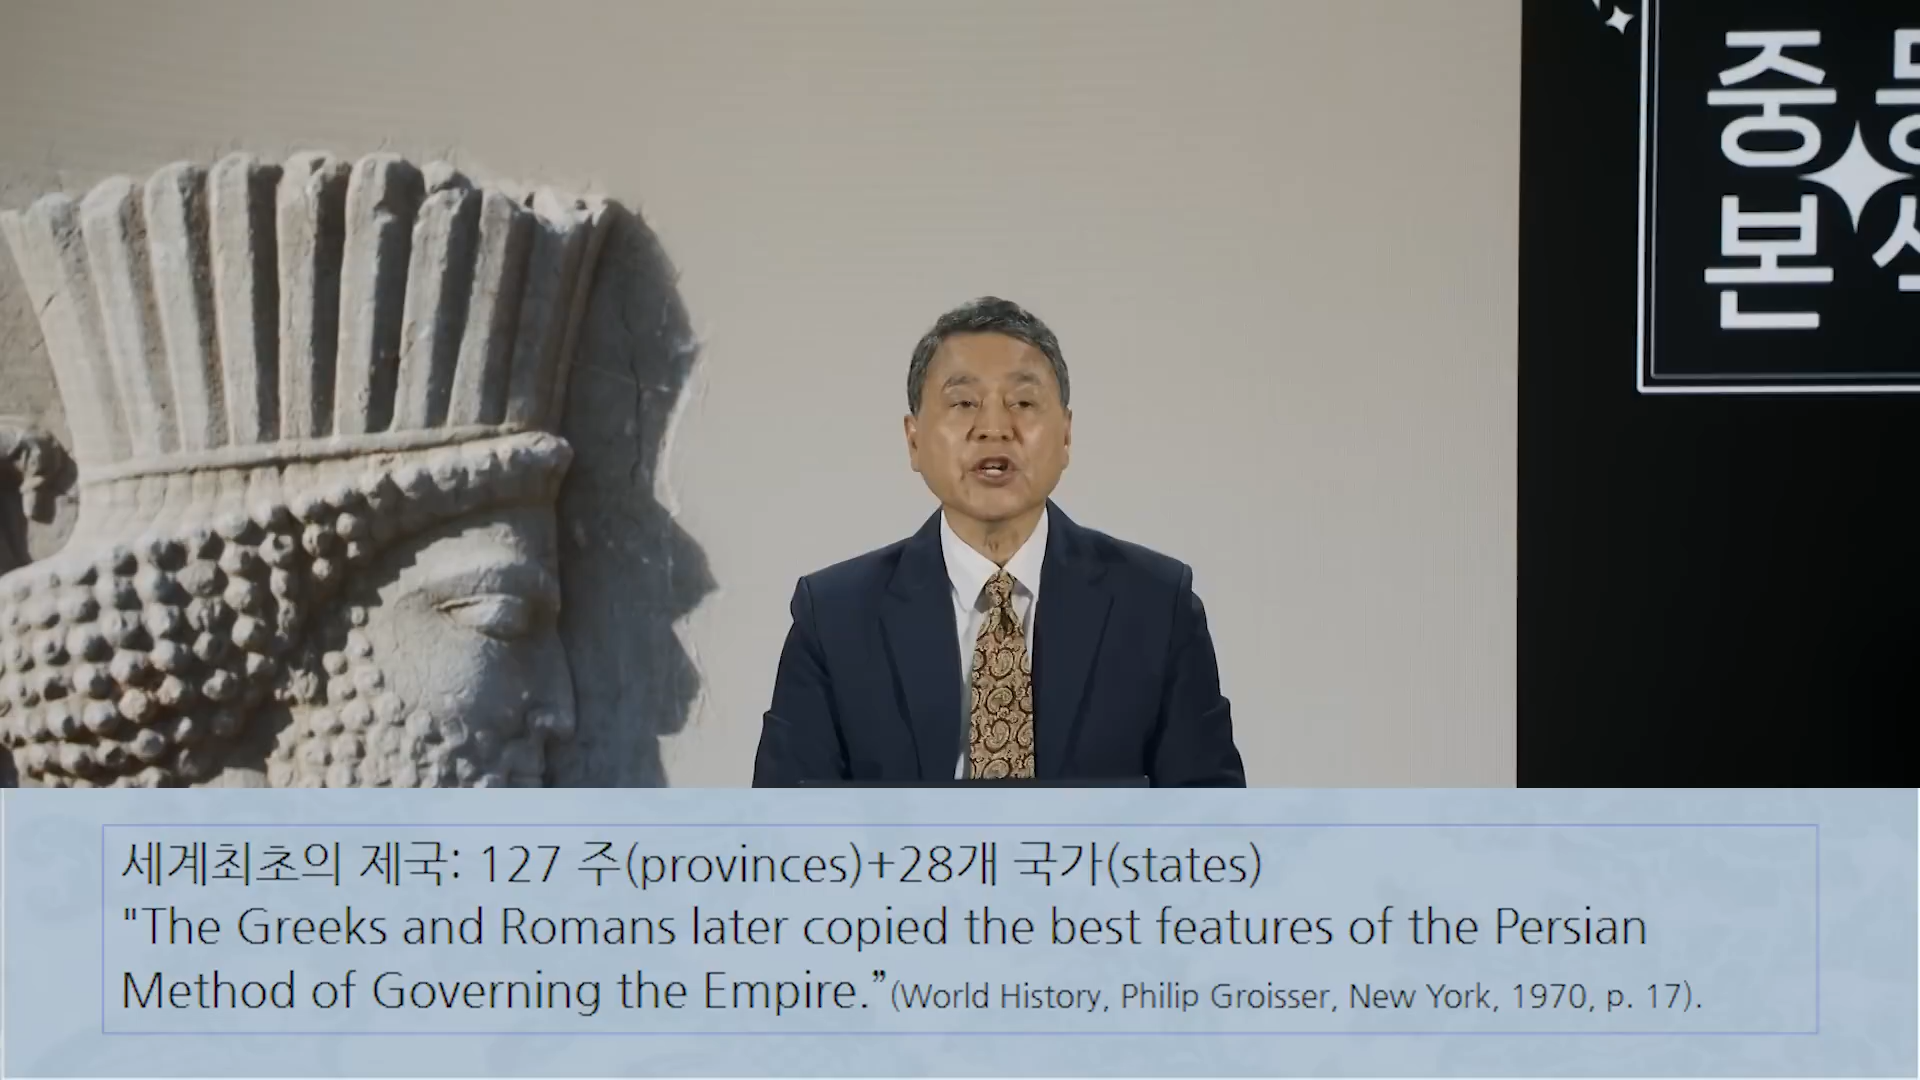 중
본
세계최초의 제국: 127 주(provinces)+28개 국가(states)
"The Greeks and Romans later copied the best features of the Persian
Method of Governing the Empire.”(World History, Philip Groisser, New York, 1970, p. 17).